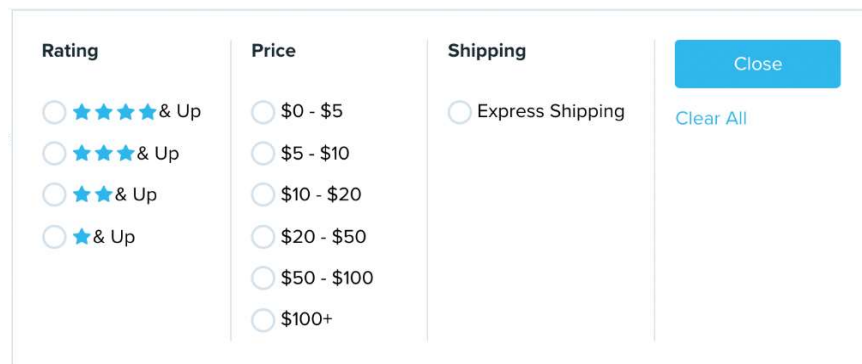 Rating
& Up
& Up
& Up
& Up
Price
$0 - $5
$5 - $10
$10 - $20
$20 - $50
$50 - $100
$100+
Shipping
Express Shipping
Close
Clear All